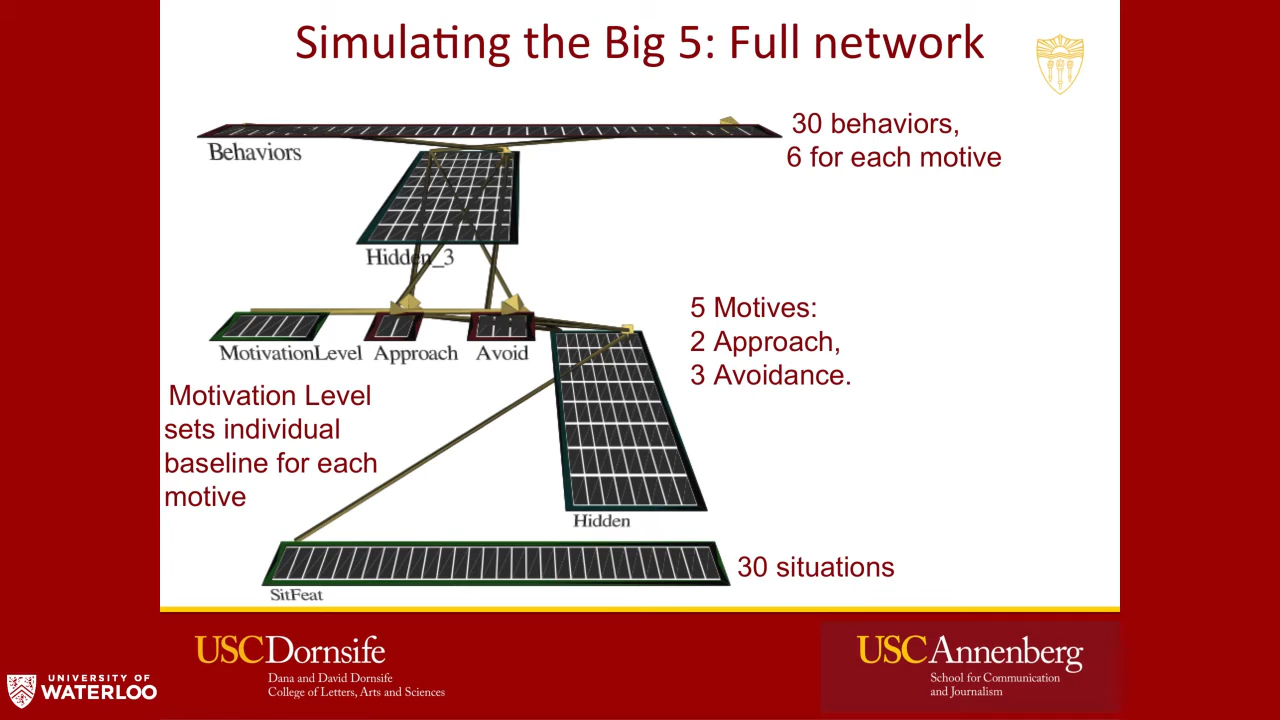 Simulating the Big 5: Full network
30 behaviors,
6 for each motive
Behaviors
Hidden_3
5 Motives:
2 Approach,
3 Avoidance.
MotivationLevel
Approach
Avoid
Motivation Level
sets individual
baseline for each
motive
Hidden
30 situations
SitFeat
USC Dornsife
Dana and David Dornsife
College of Letters, Arts and Sciences
USC Annenberg
School for Communication
and Journalism
UNIVERSITY OF
WATERLOO